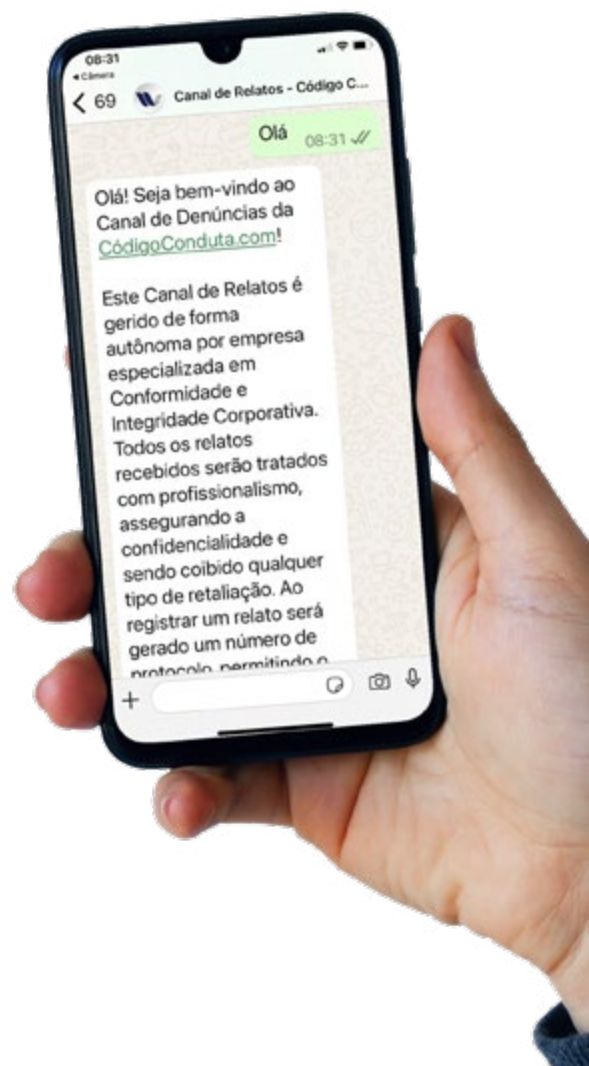 08:31
◂ Câmera
69 Canal de Relatos - Código C...
Olá 08:31
Olá! Seja bem-vindo ao
Canal de Denúncias da
CódigoConduta.com!
Este Canal de Relatos é
gerido de forma
autônoma por empresa
especializada em
Conformidade e
Integridade Corporativa.
Todos os relatos
recebidos serão tratados
com profissionalismo,
assegurando a
confidencialidade e
sendo coibido qualquer
tipo de retaliação. Ao
registrar um relato será
gerado um número de
protocolo, permitindo o